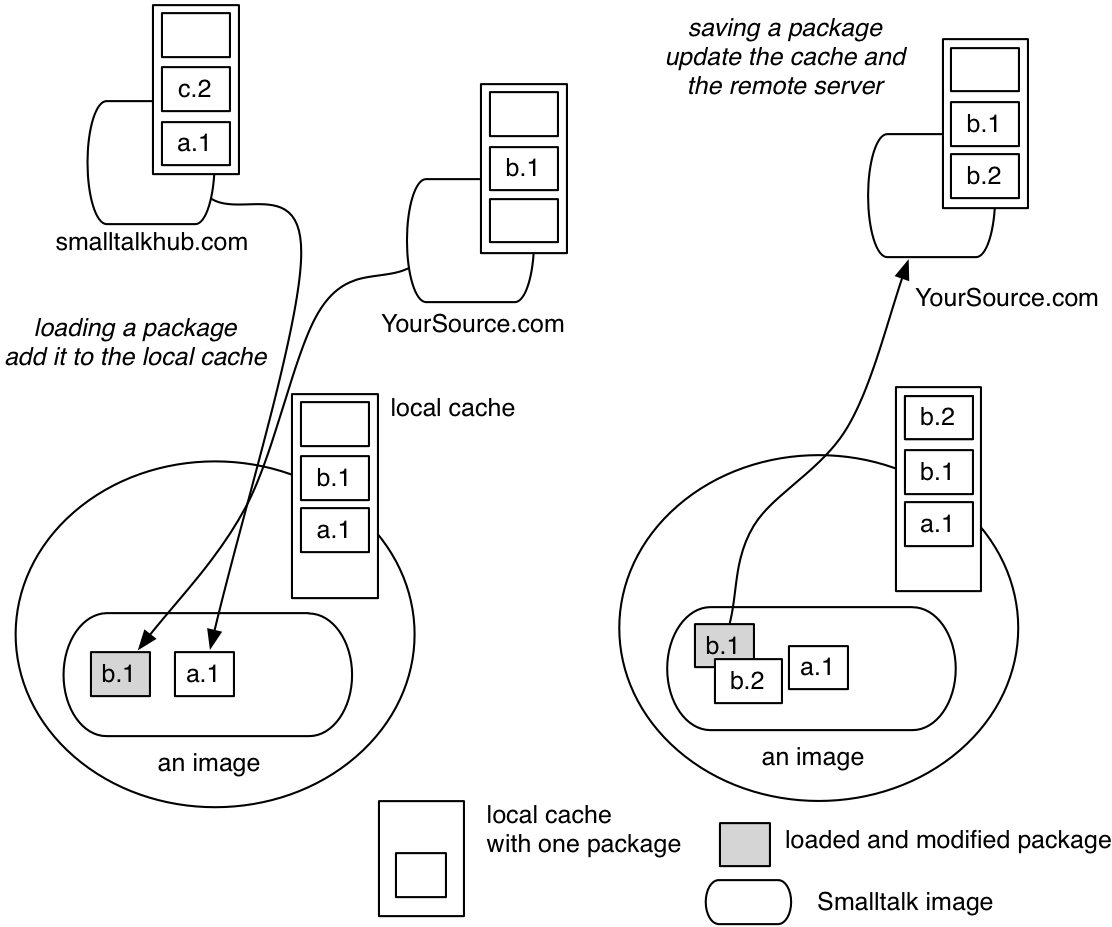 c.2
a.1
smalltalkhub.com
b.1
YourSource.com
loading a package
add it to the local cache
local cache
b.1
a.1
b.1
a.1
an image
saving a package
update the cache and
the remote server
b.1
b.2
YourSource.com
b.2
b.1
a.1
b.1
b.2
a.1
an image
local cache
with one package
loaded and modified package
Smalltalk image